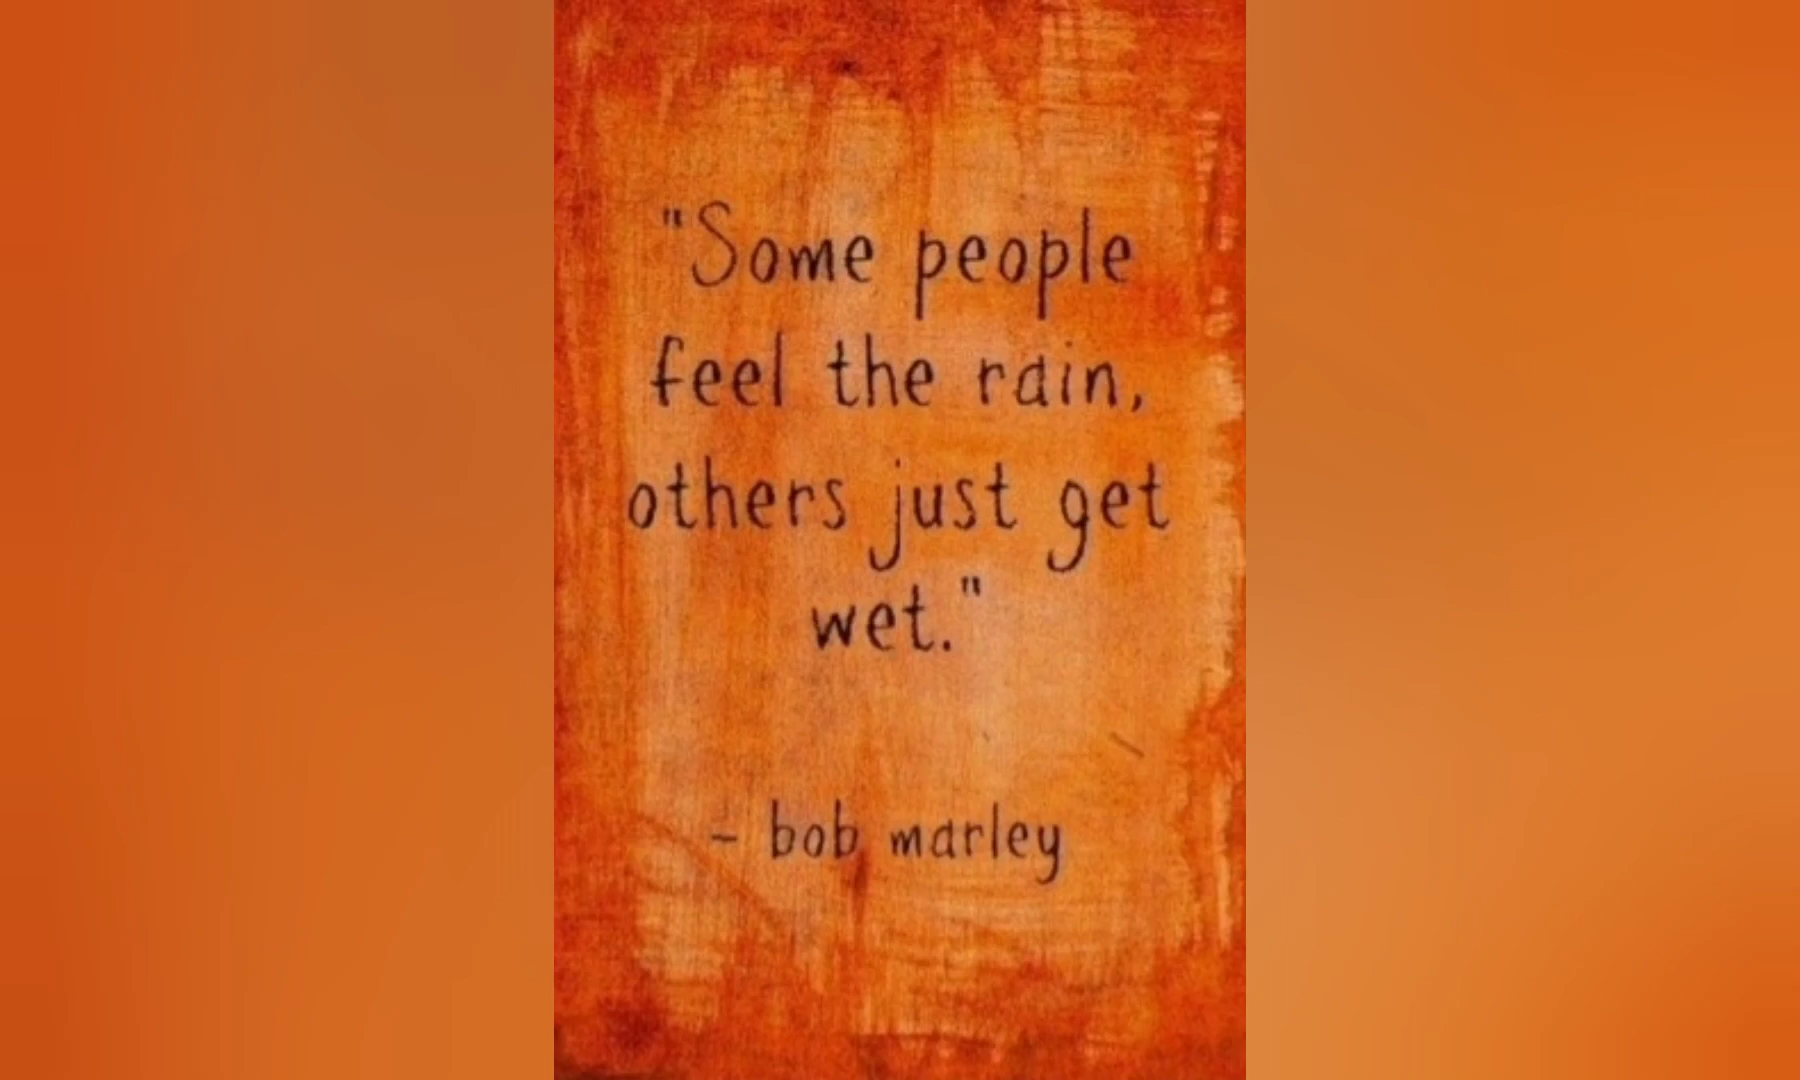 "Some people
feel the rain,
others just get
wet."
- bob marley